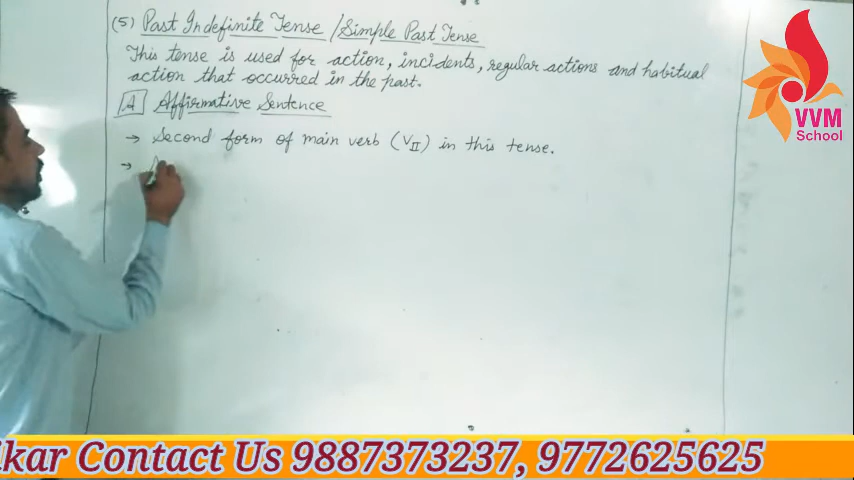 (5) Past Indefinite Tense / Simple Past Tense
This tense is used for action, incidents, regular actions and habitual
action that occurred in the past.
[A] Affirmative Sentence
→ Second form of main verb (VII) in this tense.
→
VVM
School
ikar Contact Us 9887373237, 9772625625